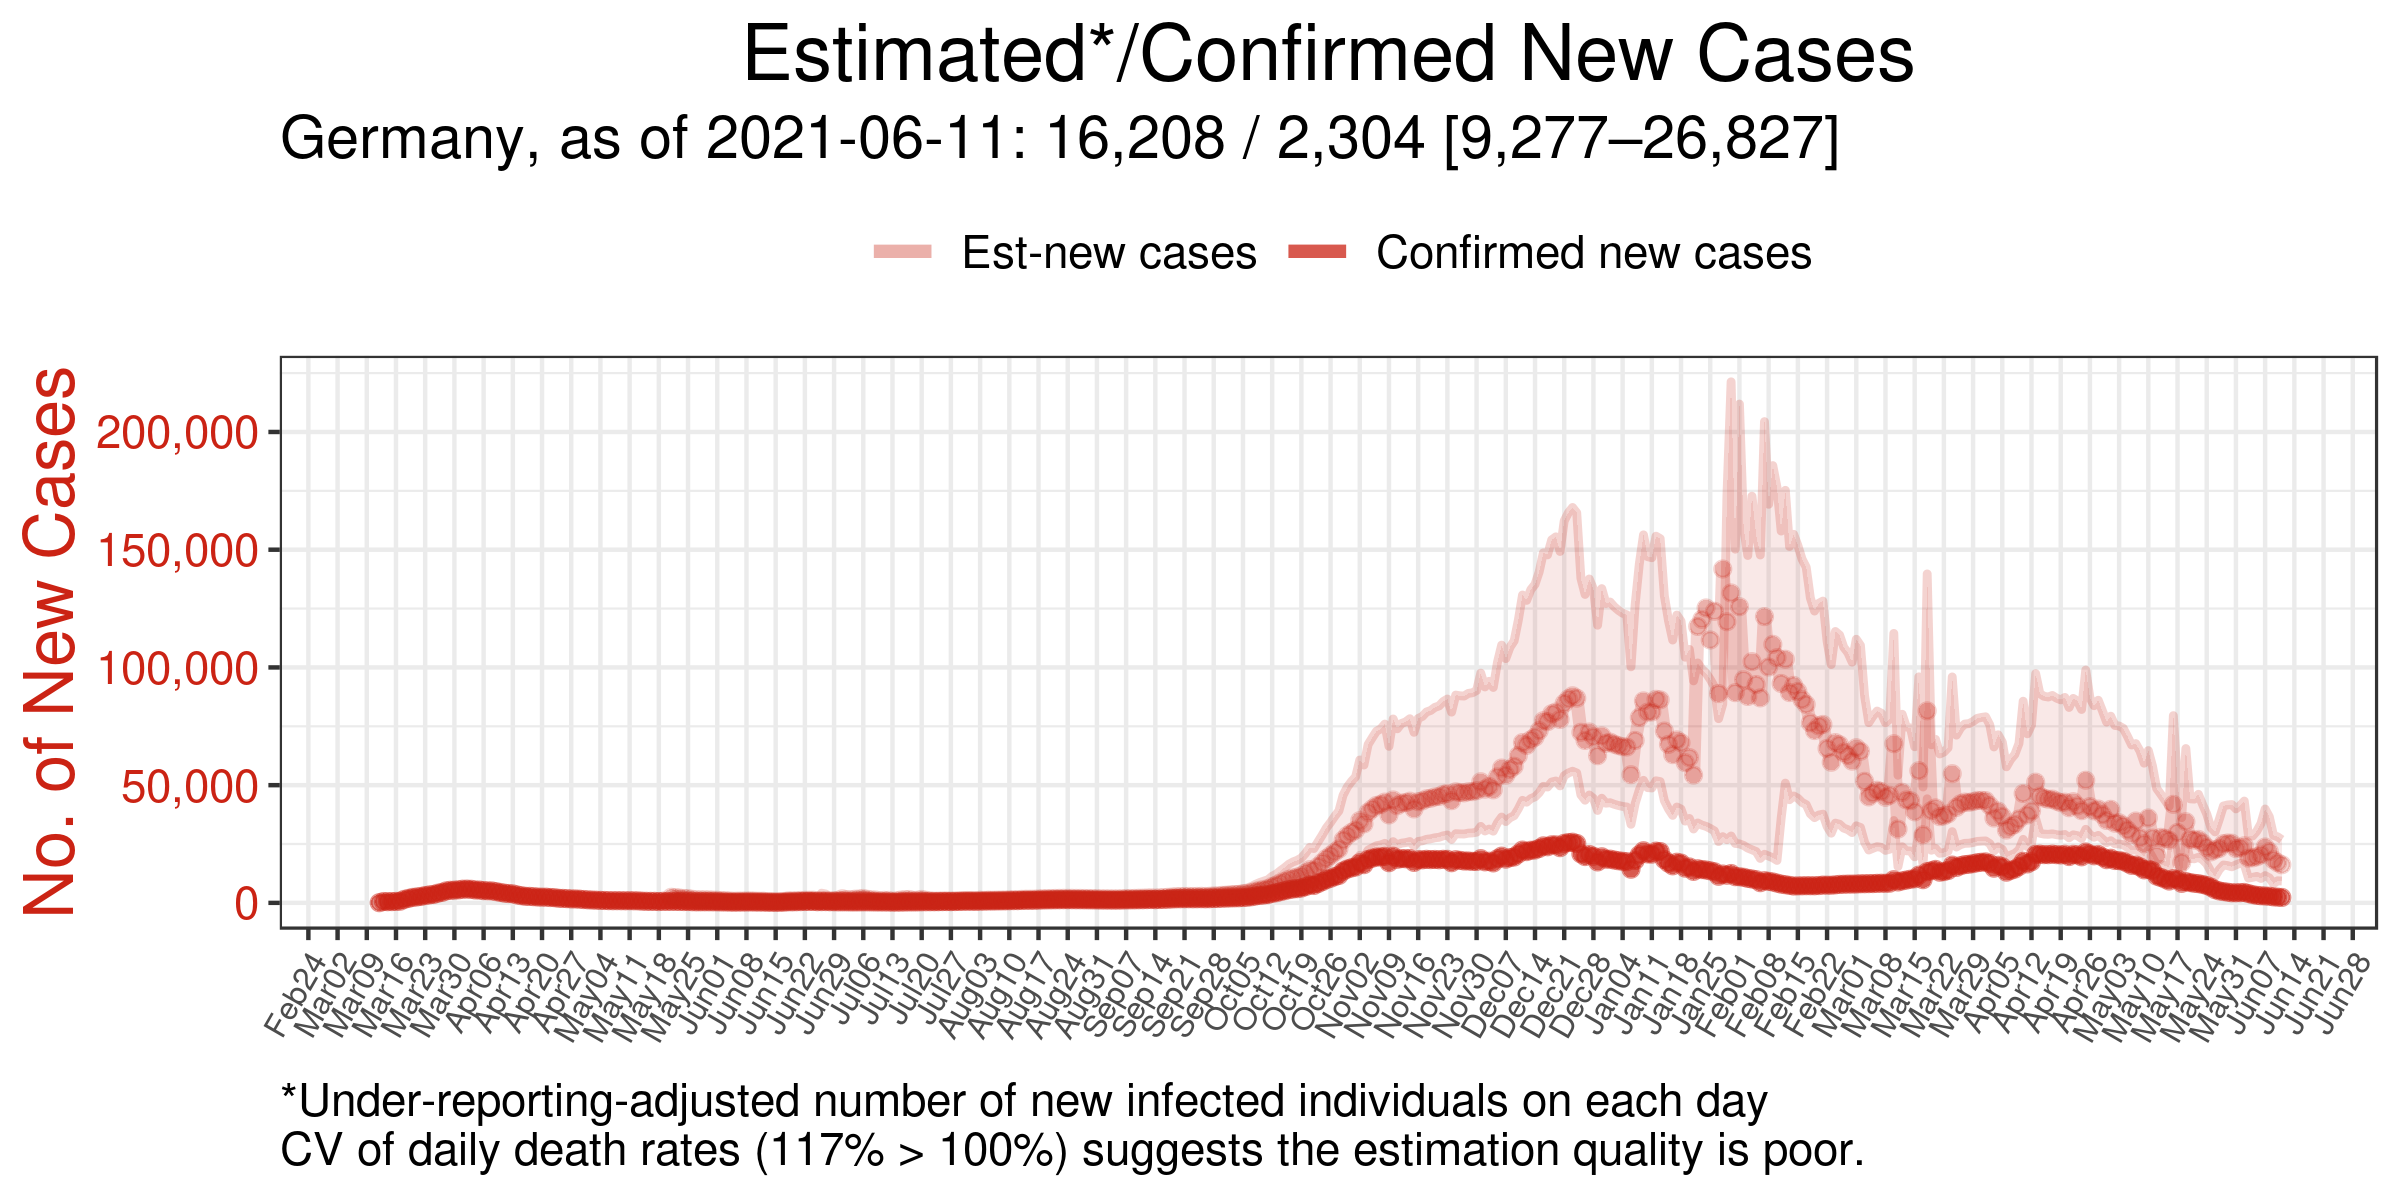 Estimated*/Confirmed New Cases
Germany, as of 2021-06-11: 16,208 / 2,304 [9,277–26,827]
Est-new cases
Confirmed new cases
No. of New Cases
200,000
150,000
100,000
50,000
0
Feb24
Mar02
Mar09
Mar16
Mar23
Mar30
Apr06
Apr13
Apr20
Apr27
May04
May11
May18
May25
Jun01
Jun08
Jun15
Jun22
Jun29
Jul06
Jul13
Jul20
Jul27
Aug03
Aug10
Aug17
Aug24
Aug31
Sep07
Sep14
Sep21
Sep28
Oct05
Oct12
Oct19
Oct26
Nov02
Nov09
Nov16
Nov23
Nov30
Dec07
Dec14
Dec21
Dec28
Jan04
Jan11
Jan18
Jan25
Feb01
Feb08
Feb15
Feb22
Mar01
Mar08
Mar15
Mar22
Mar29
Apr05
Apr12
Apr19
Apr26
May03
May10
May17
May24
May31
Jun07
Jun14
Jun21
Jun28
*Under-reporting-adjusted number of new infected individuals on each day
CV of daily death rates (117% > 100%) suggests the estimation quality is poor.